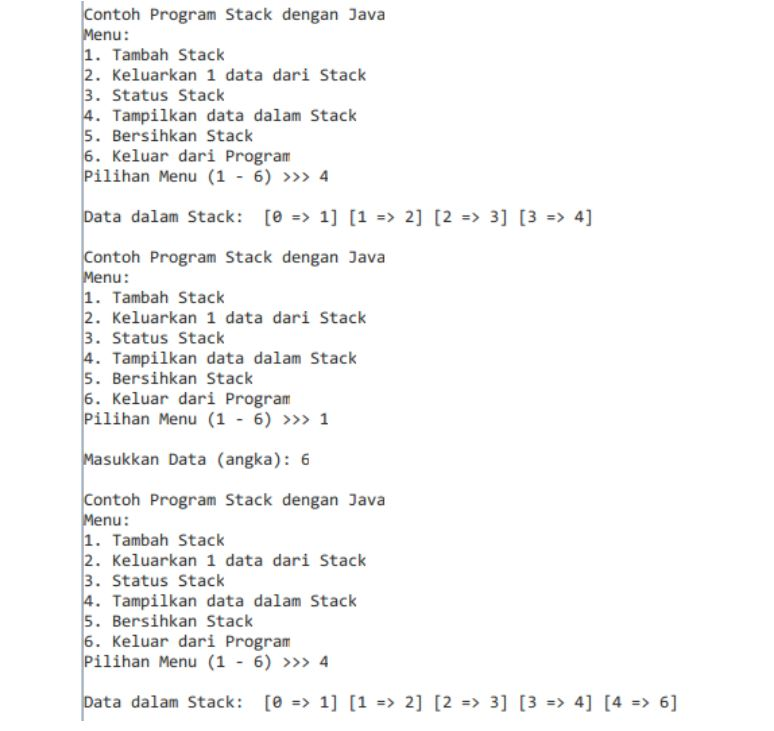 Contoh Program Stack dengan Java
Menu:
1. Tambah Stack
2. Keluarkan 1 data dari Stack
3. Status Stack
4. Tampilkan data dalam Stack
5. Bersihkan Stack
6. Keluar dari Program
Pilihan Menu (1 - 6) >>> 4
Data dalam Stack:  [0 => 1] [1 => 2] [2 => 3] [3 => 4]
Contoh Program Stack dengan Java
Menu:
1. Tambah Stack
2. Keluarkan 1 data dari Stack
3. Status Stack
4. Tampilkan data dalam Stack
5. Bersihkan Stack
6. Keluar dari Program
Pilihan Menu (1 - 6) >>> 1
Masukkan Data (angka): 6
Contoh Program Stack dengan Java
Menu:
1. Tambah Stack
2. Keluarkan 1 data dari Stack
3. Status Stack
4. Tampilkan data dalam Stack
5. Bersihkan Stack
6. Keluar dari Program
Pilihan Menu (1 - 6) >>> 4
Data dalam Stack:  [0 => 1] [1 => 2] [2 => 3] [3 => 4] [4 => 6]